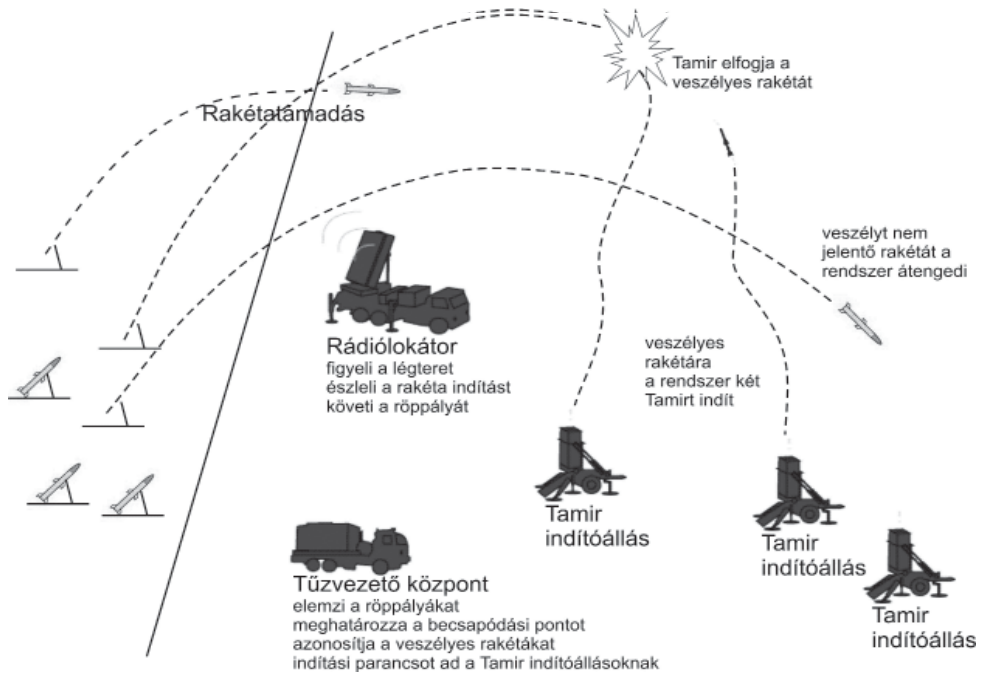 Tamir elfogja a
veszélyes rakétát
Rakétatámadás
veszélyt nem
jelentő rakétát a
rendszer átengedi
Rádiólokátor
figyeli a légteret
észleli a rakéta indítást
követi a röppályát
veszélyes
rakétára
a rendszer két
Tamirt indít
Tamir
indítóállás
Tamir
indítóállás
Tamir
indítóállás
Tűzvezető központ
elemzi a röppályákat
meghatározza a becsapódási pontot
azonosítja a veszélyes rakétákat
indítási parancsot ad a Tamir indítóállásoknak